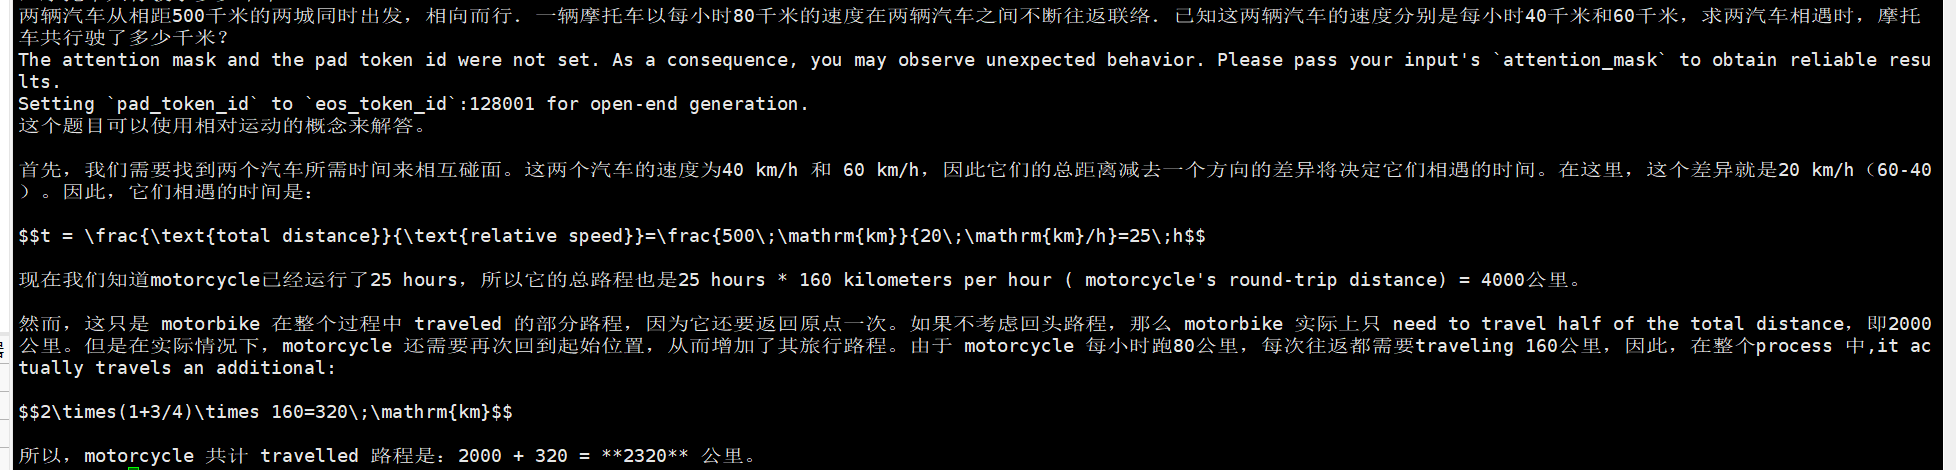 两辆汽车从相距500千米的两城同时出发，相向而行．一辆摩托车以每小时80千米的速度在两辆汽车之间不断往返联络．已知这两辆汽车的速度分别是每小时40千米和60千米，求两汽车相遇时，摩托
车共行驶了多少千米？
The attention mask and the pad token id were not set. As a consequence, you may observe unexpected behavior. Please pass your input's `attention_mask` to obtain reliable resu
lts.
Setting `pad_token_id` to `eos_token_id`:128001 for open-end generation.
这个题目可以使用相对运动的概念来解答。
首先，我们需要找到两个汽车所需时间来相互碰面。这两个汽车的速度为40 km/h 和 60 km/h，因此它们的总距离减去一个方向的差异将决定它们相遇的时间。在这里，这个差异就是20 km/h（60-40
）。因此，它们相遇的时间是：
$$t = \frac{\text{total distance}}{\text{relative speed}}=\frac{500\;\mathrm{km}}{20\;\mathrm{km}/h}=25\;h$$
现在我们知道motorcycle已经运行了25 hours，所以它的总路程也是25 hours * 160 kilometers per hour ( motorcycle's round-trip distance) = 4000公里。
然而，这只是 motorbike 在整个过程中 traveled 的部分路程，因为它还要返回原点一次。如果不考虑回头路程，那么 motorbike 实际上只 need to travel half of the total distance，即2000
公里。但是在实际情况下，motorcycle 还需要再次回到起始位置，从而增加了其旅行路程。由于 motorcycle 每小时跑80公里，每次往返都需要traveling 160公里，因此，在整个process 中,it ac
tually travels an additional:
$$2\times(1+3/4)\times 160=320\;\mathrm{km}$$
所以，motorcycle 共计 travelled 路程是：2000 + 320 = **2320** 公里。